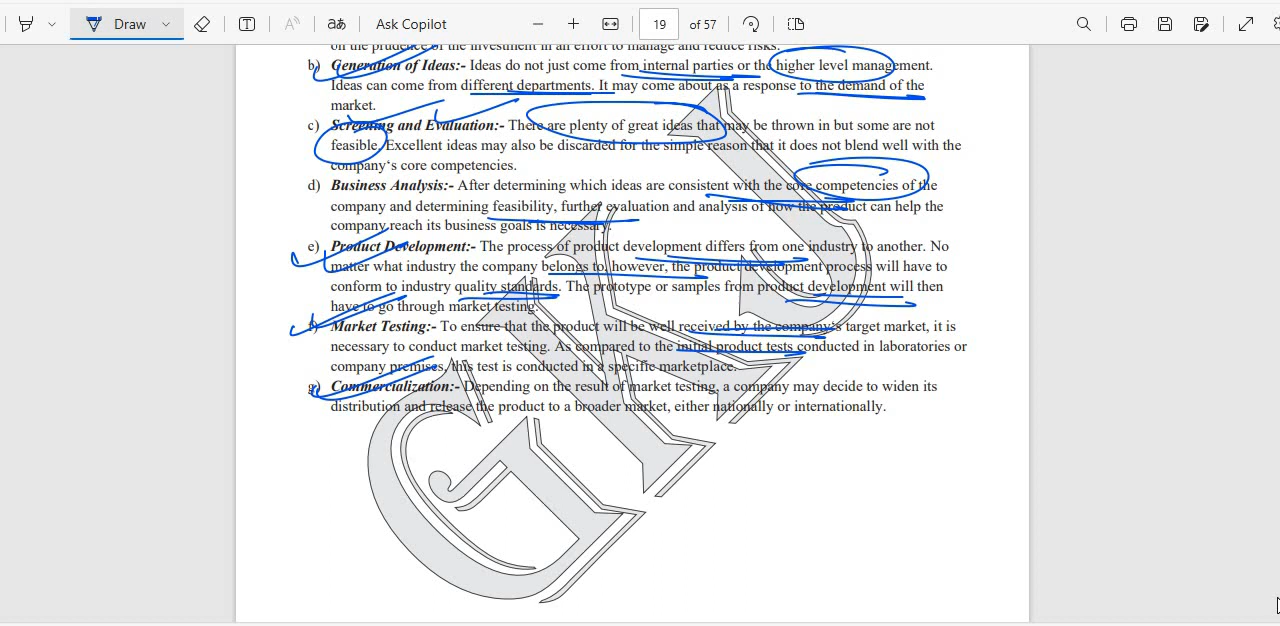 Draw
aあ
Ask Copilot
19 of 57
on the prudence of the investment in an effort to manage and reduce risks.
b) Generation of Ideas:- Ideas do not just come from internal parties or the higher level management.
Ideas can come from different departments. It may come about as a response to the demand of the
market.
c) Screening and Evaluation:- There are plenty of great ideas that may be thrown in but some are not
feasible. Excellent ideas may also be discarded for the simple reason that it does not blend well with the
company's core competencies.
d) Business Analysis:- After determining which ideas are consistent with the core competencies of the
company and determining feasibility, further evaluation and analysis of how the product can help the
company reach its business goals is necessary.
e) Product Development:- The process of product development differs from one industry to another. No
matter what industry the company belongs to, however, the product development process will have to
conform to industry quality standards. The prototype or samples from product development will then
have to go through market testing.
f) Market Testing:- To ensure that the product will be well received by the company's target market, it is
necessary to conduct market testing. As compared to the initial product tests conducted in laboratories or
company premises, this test is conducted in a specific marketplace.
g) Commercialization:- Depending on the result of market testing, a company may decide to widen its
distribution and release the product to a broader market, either nationally or internationally.